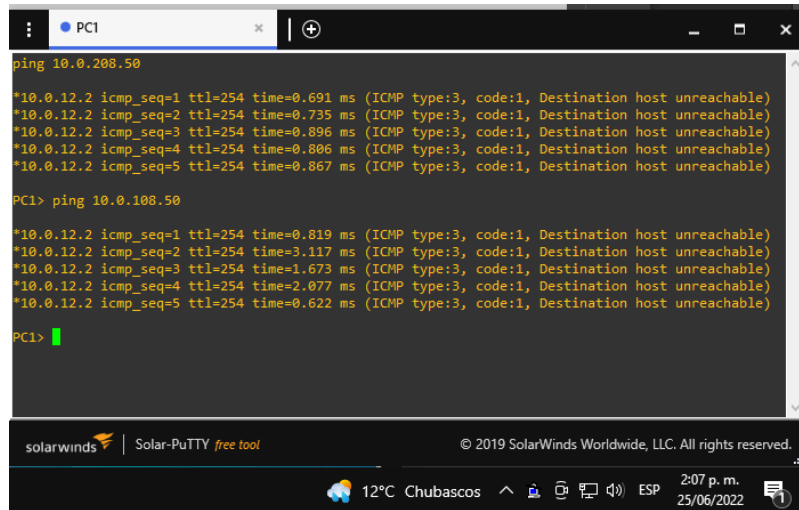 PC1
ping 10.0.208.50
*10.0.12.2 icmp_seq=1 ttl=254 time=0.691 ms (ICMP type:3, code:1, Destination host unreachable)
*10.0.12.2 icmp_seq=2 ttl=254 time=0.735 ms (ICMP type:3, code:1, Destination host unreachable)
*10.0.12.2 icmp_seq=3 ttl=254 time=0.896 ms (ICMP type:3, code:1, Destination host unreachable)
*10.0.12.2 icmp_seq=4 ttl=254 time=0.806 ms (ICMP type:3, code:1, Destination host unreachable)
*10.0.12.2 icmp_seq=5 ttl=254 time=0.867 ms (ICMP type:3, code:1, Destination host unreachable)
PC1> ping 10.0.108.50
*10.0.12.2 icmp_seq=1 ttl=254 time=0.819 ms (ICMP type:3, code:1, Destination host unreachable)
*10.0.12.2 icmp_seq=2 ttl=254 time=3.117 ms (ICMP type:3, code:1, Destination host unreachable)
*10.0.12.2 icmp_seq=3 ttl=254 time=1.673 ms (ICMP type:3, code:1, Destination host unreachable)
*10.0.12.2 icmp_seq=4 ttl=254 time=2.077 ms (ICMP type:3, code:1, Destination host unreachable)
*10.0.12.2 icmp_seq=5 ttl=254 time=0.622 ms (ICMP type:3, code:1, Destination host unreachable)
PC1>
solarwinds | Solar-PuTTY free tool © 2019 SolarWinds Worldwide, LLC. All rights reserved.
12°C Chubascos ESP 2:07 p. m.
25/06/2022 1